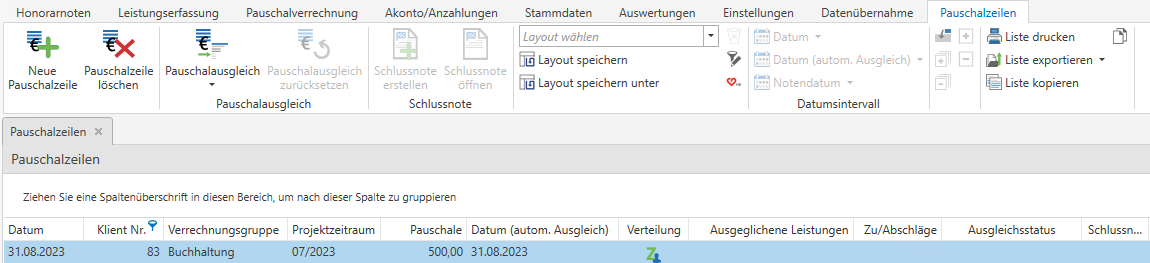 Honorarnoten Leistungserfassung Pauschalverrechnung Akonto/Anzahlungen Stammdaten Auswertungen Einstellungen Datenübernahme Pauschalzeilen
Neue Pauschalzeile
Pauschalzeile löschen
Pauschalausgleich
Pauschalausgleich zurücksetzen
Pauschalausgleich
Schlussnote erstellen
Schlussnote öffnen
Schlussnote
Layout wählen
Layout speichern
Layout speichern unter
Datum
Datum (autom. Ausgleich)
Notendatum
Datumsintervall
Liste drucken
Liste exportieren
Liste kopieren
Pauschalzeilen
Pauschalzeilen
Ziehen Sie eine Spaltenüberschrift in diesen Bereich, um nach dieser Spalte zu gruppieren
Datum Klient Nr. Verrechnungsgruppe Projektzeitraum Pauschale Datum (autom. Ausgleich) Verteilung Ausgeglichene Leistungen Zu/Abschläge Ausgleichsstatus Schlussn...
31.08.2023 83 Buchhaltung 07/2023 500,00 31.08.2023